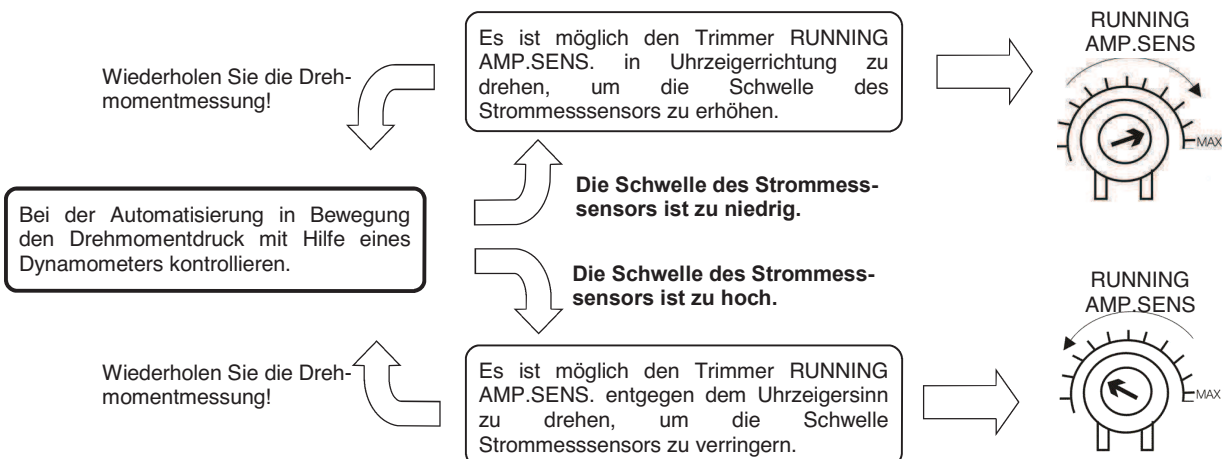 Wiederholen Sie die Dreh-
momentmessung!
Es ist möglich den Trimmer RUNNING
AMP.SENS. in Uhrzeigerrichtung zu
drehen, um die Schwelle des
Strommesssensors zu erhöhen.
RUNNING
AMP.SENS
MAX
Die Schwelle des Strommess-
sensors ist zu niedrig.
Bei der Automatisierung in Bewegung
den Drehmomentdruck mit Hilfe eines
Dynamometers kontrollieren.
Die Schwelle des Strommess-
sensors ist zu hoch.
Wiederholen Sie die Dreh-
momentmessung!
Es ist möglich den Trimmer RUNNING
AMP.SENS. entgegen dem Uhrzeigersinn
zu drehen, um die Schwelle
Strommesssensors zu verringern.
RUNNING
AMP.SENS
MAX